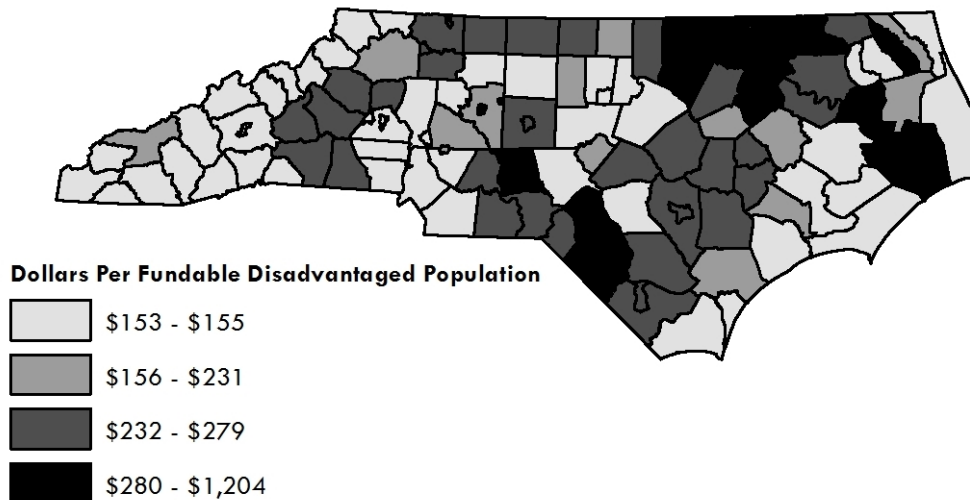 Dollars Per Fundable Disadvantaged Population
$153 - $155
$156 - $231
$232 - $279
$280 - $1,204